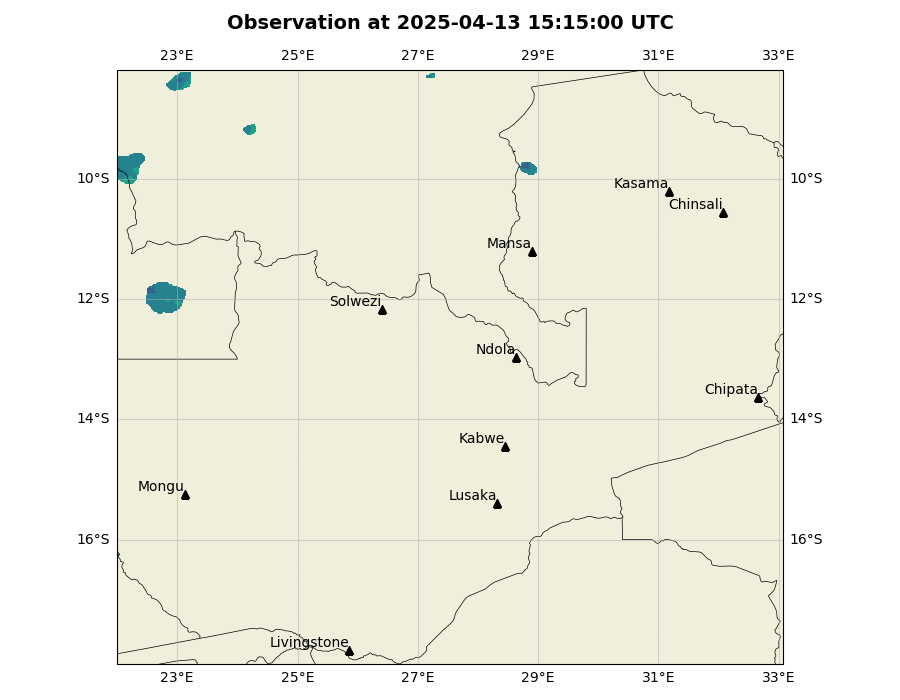 Observation at 2025-04-13 15:15:00 UTC
23°E 25°E 27°E 29°E 31°E 33°E
10°S 10°S
Kasama
Chinsali
Mansa
12°S 12°S
Solwezi
Ndola
Chipata
14°S 14°S
Kabwe
Mongu
Lusaka
16°S 16°S
Livingstone
23°E 25°E 27°E 29°E 31°E 33°E